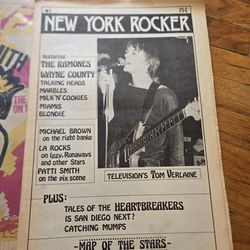 #1
75¢
NEW YORK ROCKER
featuring
THE RAMONES
WAYNE COUNTY
TALKING HEADS
MARBLES
MILK 'N' COOKIES
MIAMIS
BLONDIE
MICHAEL BROWN
on the right banke
LA ROCKS
on Iggy, Runaways
and other Stars
PATTI SMITH
on the pix scene
TELEVISION'S TOM VERLAINE
PLUS:
TALES OF THE HEARTBREAKERS
IS SAN DIEGO NEXT?
CATCHING MUMPS
-MAP OF THE STARS-